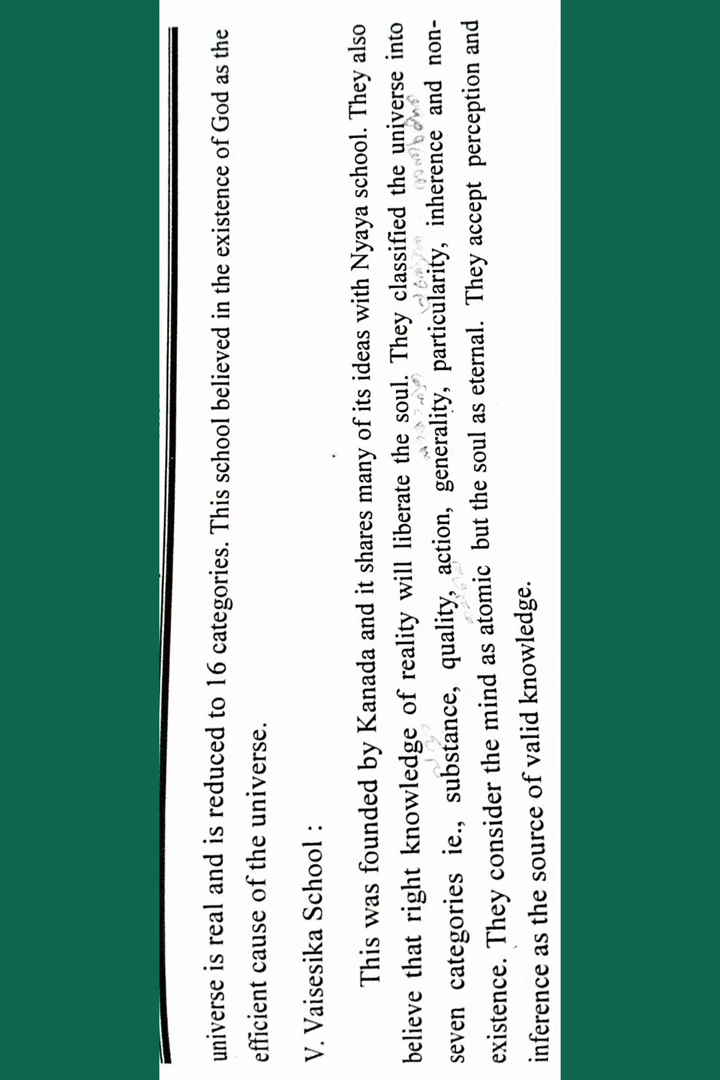 universe is real and is reduced to 16 categories. This school believed in the existence of God as the
efficient cause of the universe.
V. Vaisesika School :
This was founded by Kanada and it shares many of its ideas with Nyaya school. They also
believe that right knowledge of reality will liberate the soul. They classified the universe into
seven categories ie., substance, quality, action, generality, particularity, inherence and non-
existence. They consider the mind as atomic but the soul as eternal. They accept perception and
inference as the source of valid knowledge.